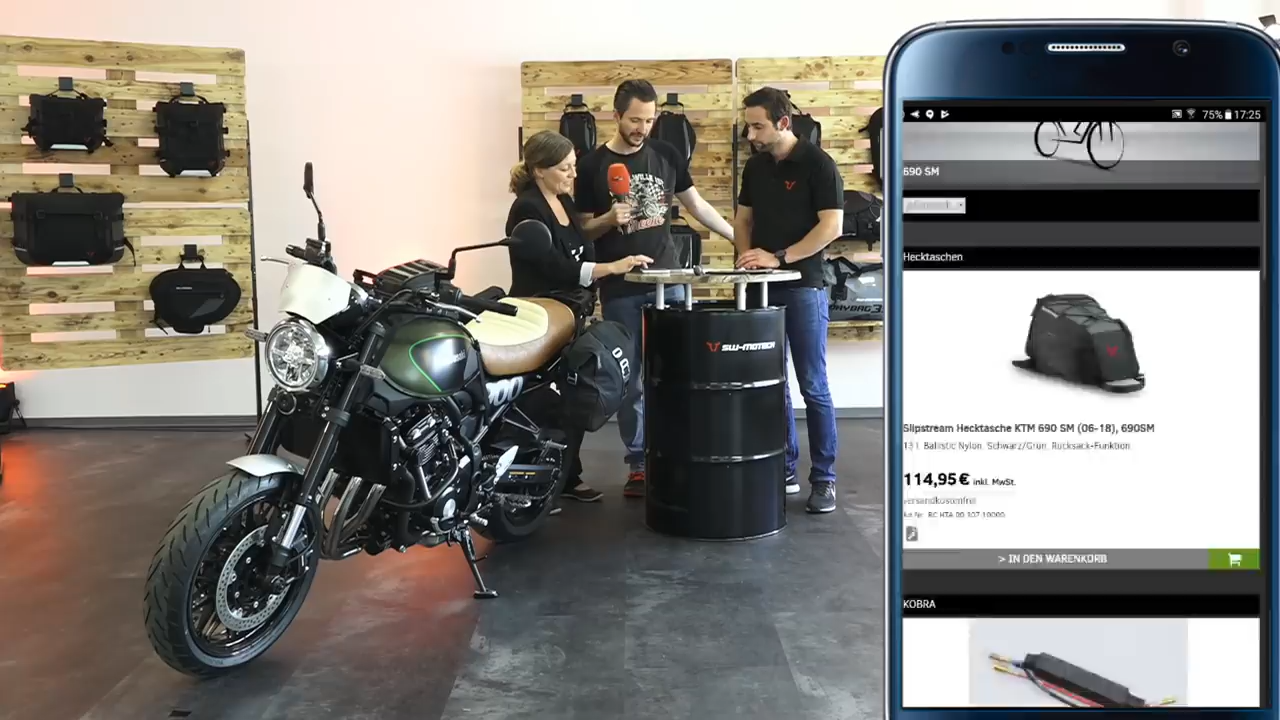 SW-MOTECH
75% 17:25
690 SM
Hecktaschen
Slipstream Hecktasche KTM 690 SM (06-18), 690SM
13 l. Ballistic Nylon. Schwarz/Grün. Rucksack-Funktion.
114,95 € inkl. MwSt.
versandkostenfrei
> IN DEN WARENKORB
KOBRA